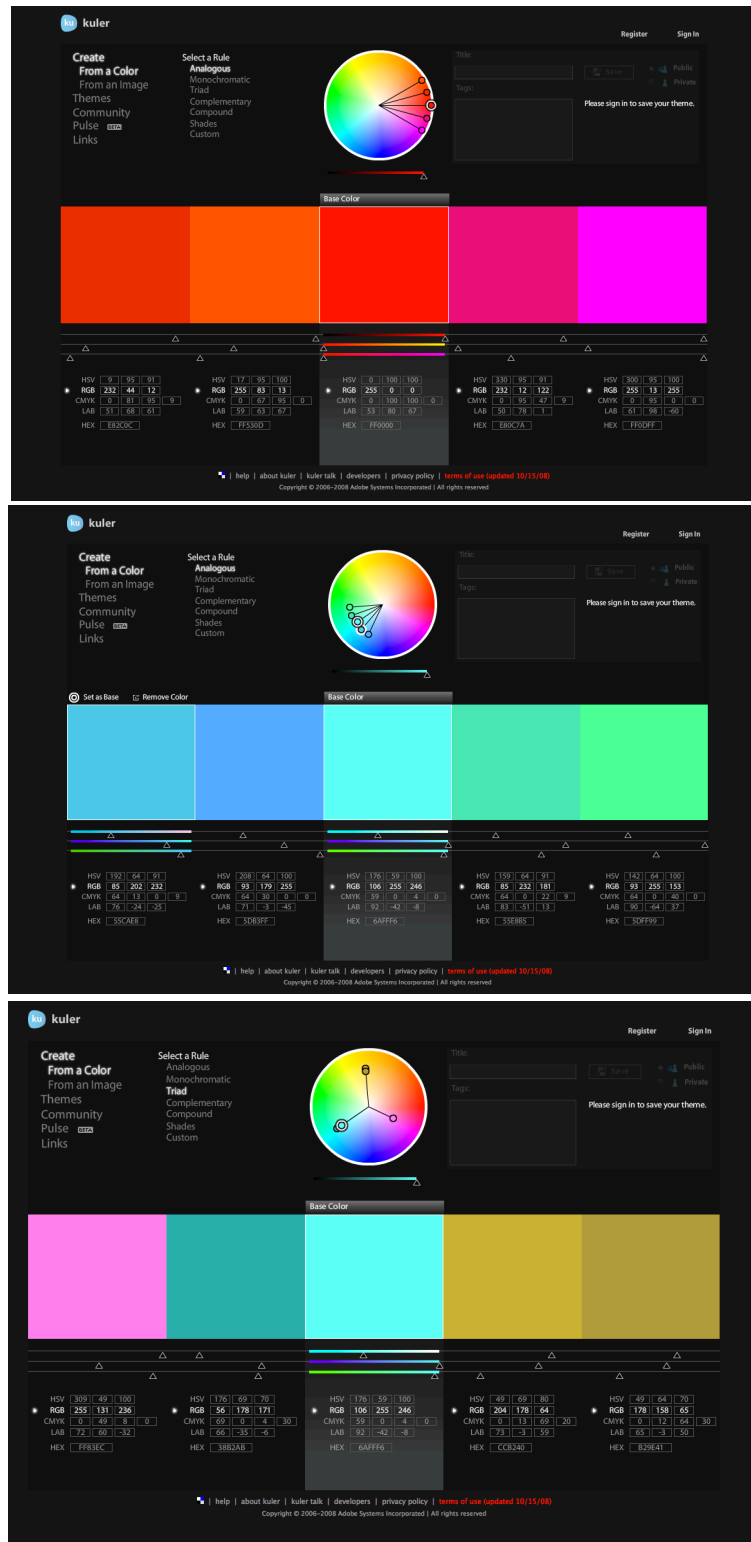 ku kuler
Register Sign In
Create
From a Color
From an Image
Themes
Community
Pulse BETA
Links
Select a Rule
Analogous
Monochromatic
Triad
Complementary
Compound
Shades
Custom
Title:
Save
Public
Private
Tags:
Please sign in to save your theme.
Base Color
HSV 9 95 91
RGB 232 44 12
CMYK 0 81 95 9
LAB 51 68 61
HEX E82C0C
HSV 17 95 100
RGB 255 83 13
CMYK 0 67 95 0
LAB 59 63 67
HEX FF530D
HSV 0 100 100
RGB 255 0 0
CMYK 0 100 100 0
LAB 53 80 67
HEX FF0000
HSV 330 95 91
RGB 232 12 122
CMYK 0 95 47 9
LAB 50 78 1
HEX E80C7A
HSV 300 95 100
RGB 255 13 255
CMYK 0 95 0 0
LAB 61 98 -60
HEX FF0DFF
| help | about kuler | kuler talk | developers | privacy policy | terms of use (updated 10/15/08)
Copyright © 2006-2008 Adobe Systems Incorporated | All rights reserved
ku kuler
Register Sign In
Create
From a Color
From an Image
Themes
Community
Pulse BETA
Links
Select a Rule
Analogous
Monochromatic
Triad
Complementary
Compound
Shades
Custom
Title:
Save
Public
Private
Tags:
Please sign in to save your theme.
Set as Base Remove Color
Base Color
HSV 192 64 91
RGB 85 202 232
CMYK 64 13 0 9
LAB 76 -24 -25
HEX 55CAE8
HSV 208 64 100
RGB 93 179 255
CMYK 64 30 0 0
LAB 71 -3 -45
HEX 5DB3FF
HSV 176 59 100
RGB 106 255 246
CMYK 59 0 4 0
LAB 92 -42 -8
HEX 6AFFF6
HSV 159 64 91
RGB 85 232 181
CMYK 64 0 22 9
LAB 83 -51 13
HEX 55E8B5
HSV 142 64 100
RGB 93 255 153
CMYK 64 0 40 0
LAB 90 -64 37
HEX 5DFF99
| help | about kuler | kuler talk | developers | privacy policy | terms of use (updated 10/15/08)
Copyright © 2006-2008 Adobe Systems Incorporated | All rights reserved
ku kuler
Register Sign In
Create
From a Color
From an Image
Themes
Community
Pulse BETA
Links
Select a Rule
Analogous
Monochromatic
Triad
Complementary
Compound
Shades
Custom
Title:
Save
Public
Private
Tags:
Please sign in to save your theme.
Base Color
HSV 309 49 100
RGB 255 131 236
CMYK 0 49 8 0
LAB 72 60 -32
HEX FF83EC
HSV 176 69 70
RGB 56 178 171
CMYK 69 0 4 30
LAB 66 -35 -6
HEX 38B2AB
HSV 176 59 100
RGB 106 255 246
CMYK 59 0 4 0
LAB 92 -42 -8
HEX 6AFFF6
HSV 49 69 80
RGB 204 178 64
CMYK 0 13 69 20
LAB 73 -3 59
HEX CCB240
HSV 49 64 70
RGB 178 158 65
CMYK 0 12 64 30
LAB 65 -3 50
HEX B29E41
| help | about kuler | kuler talk | developers | privacy policy | terms of use (updated 10/15/08)
Copyright © 2006-2008 Adobe Systems Incorporated | All rights reserved